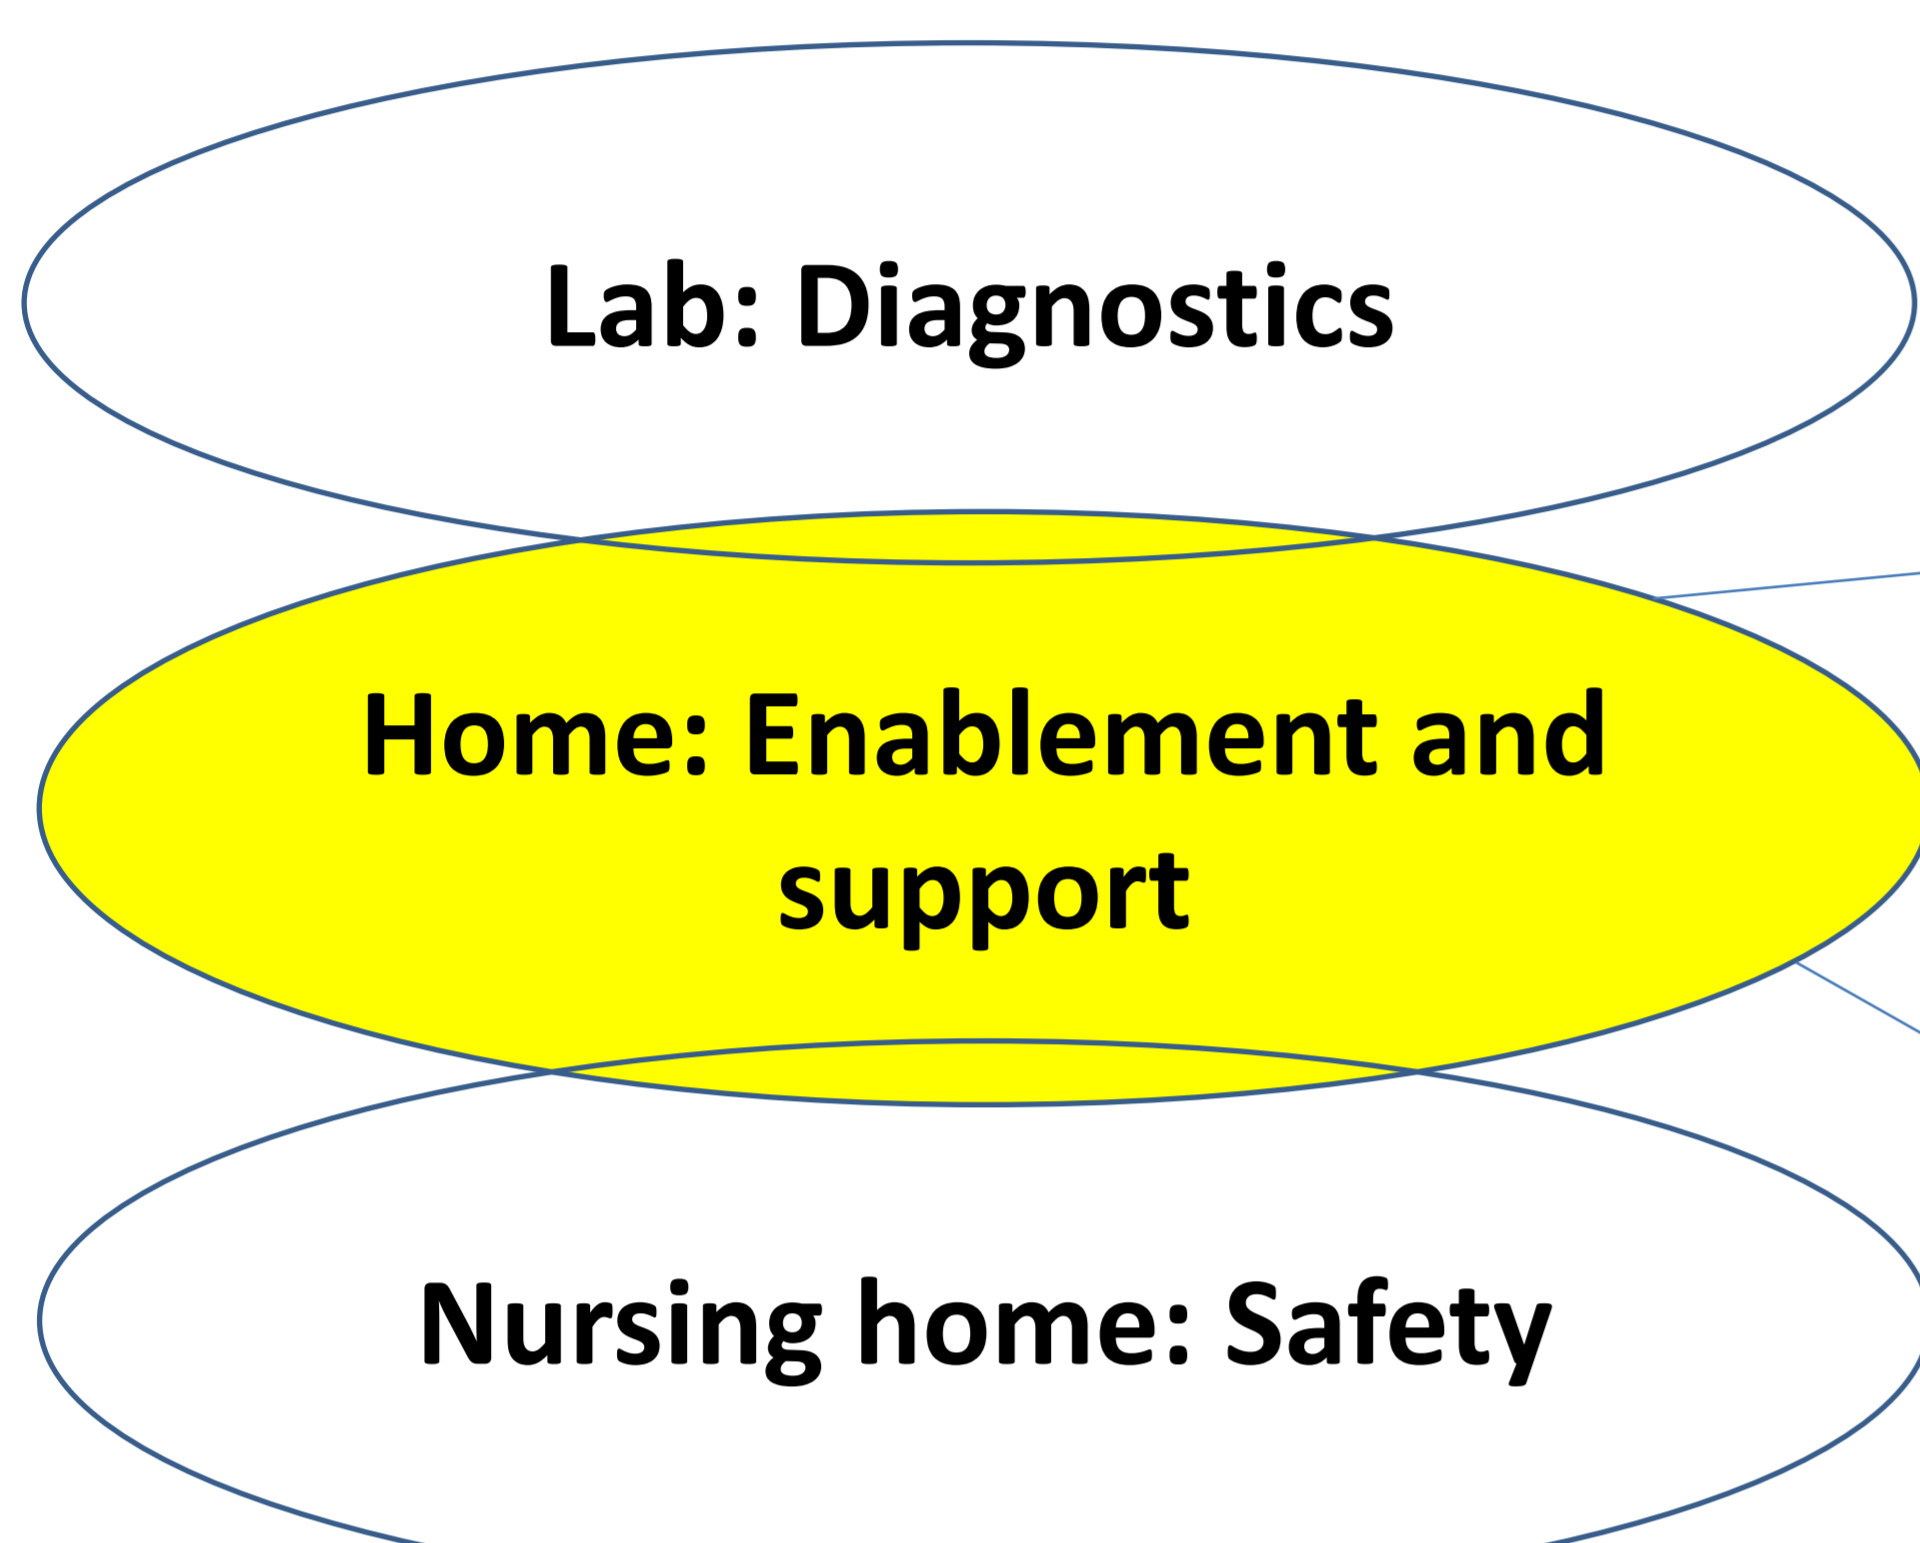 Lab: Diagnostics
Home: Enablement and
support
Nursing home: Safety